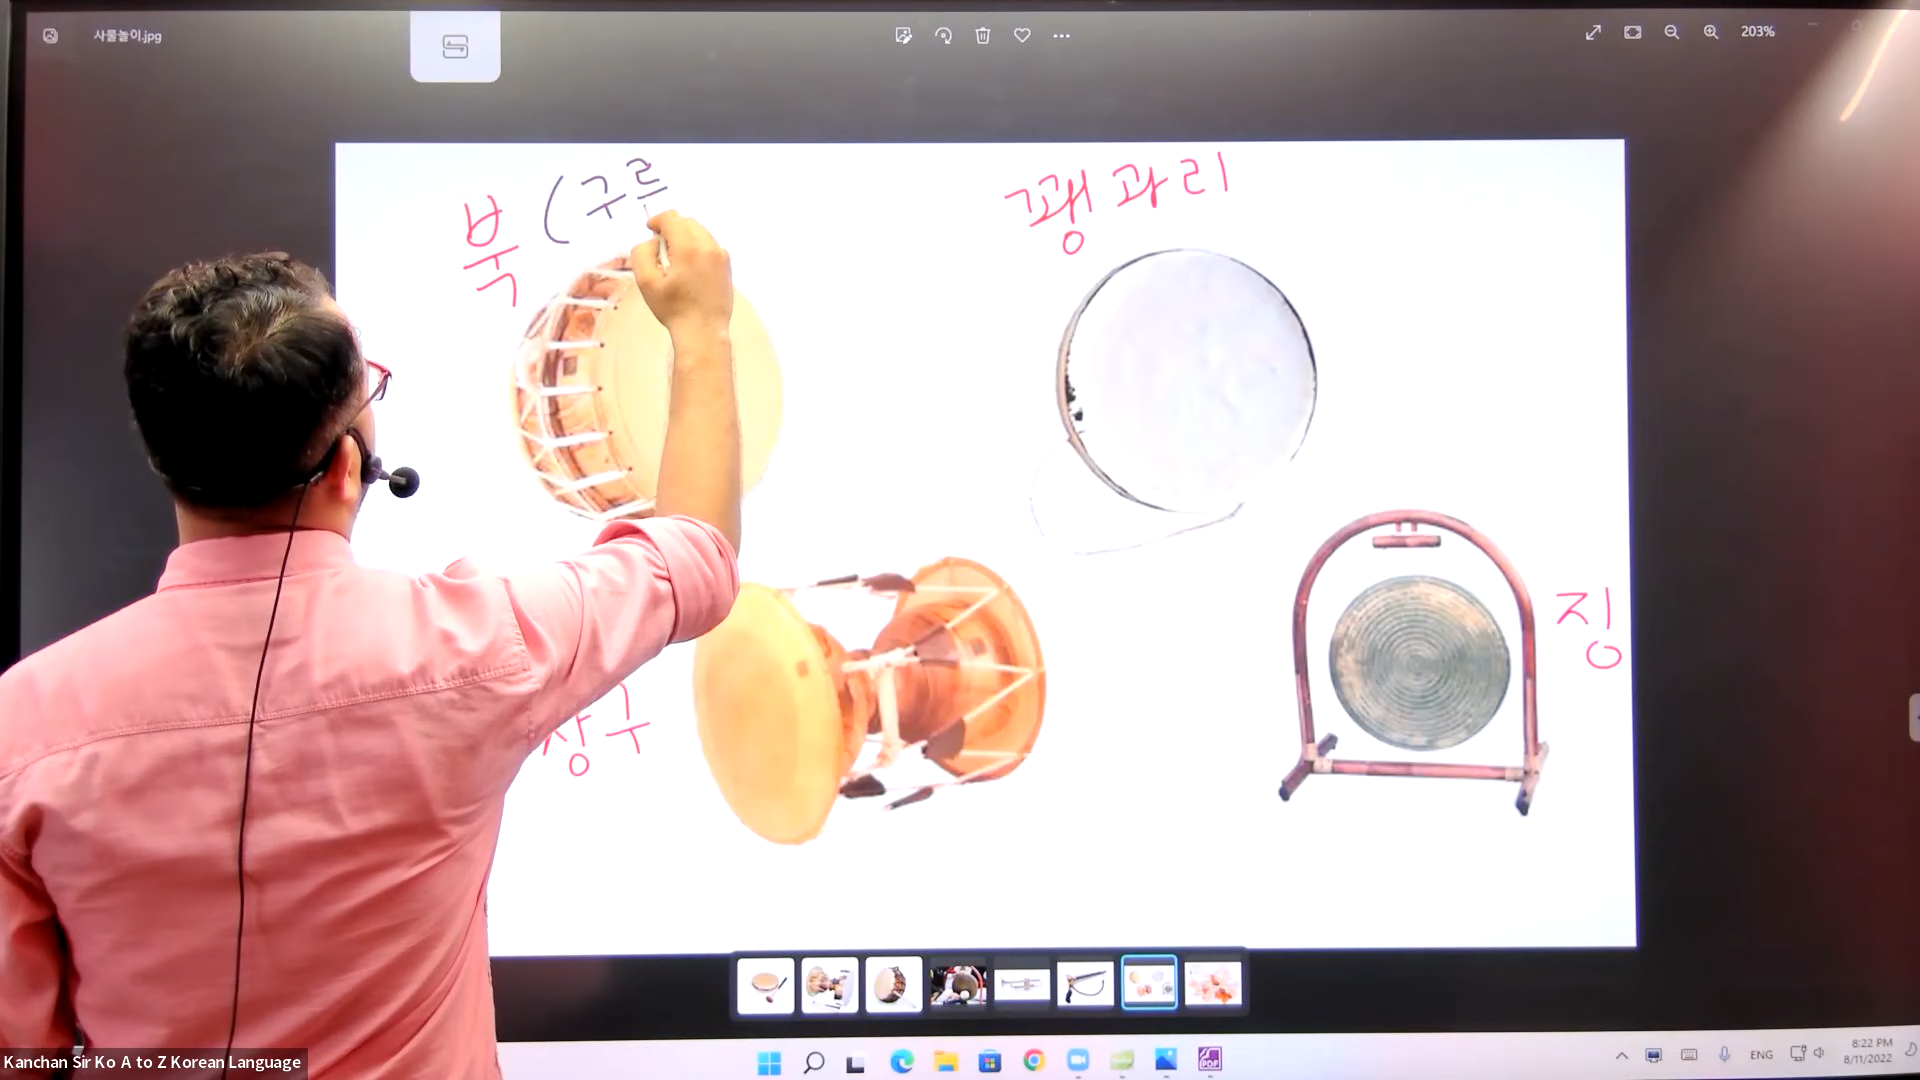 사물놀이.jpg
203%
북 (구름
꽹과리
징
장구
ENG
8:22 PM
8/11/2022
Kanchan Sir Ko A to Z Korean Language